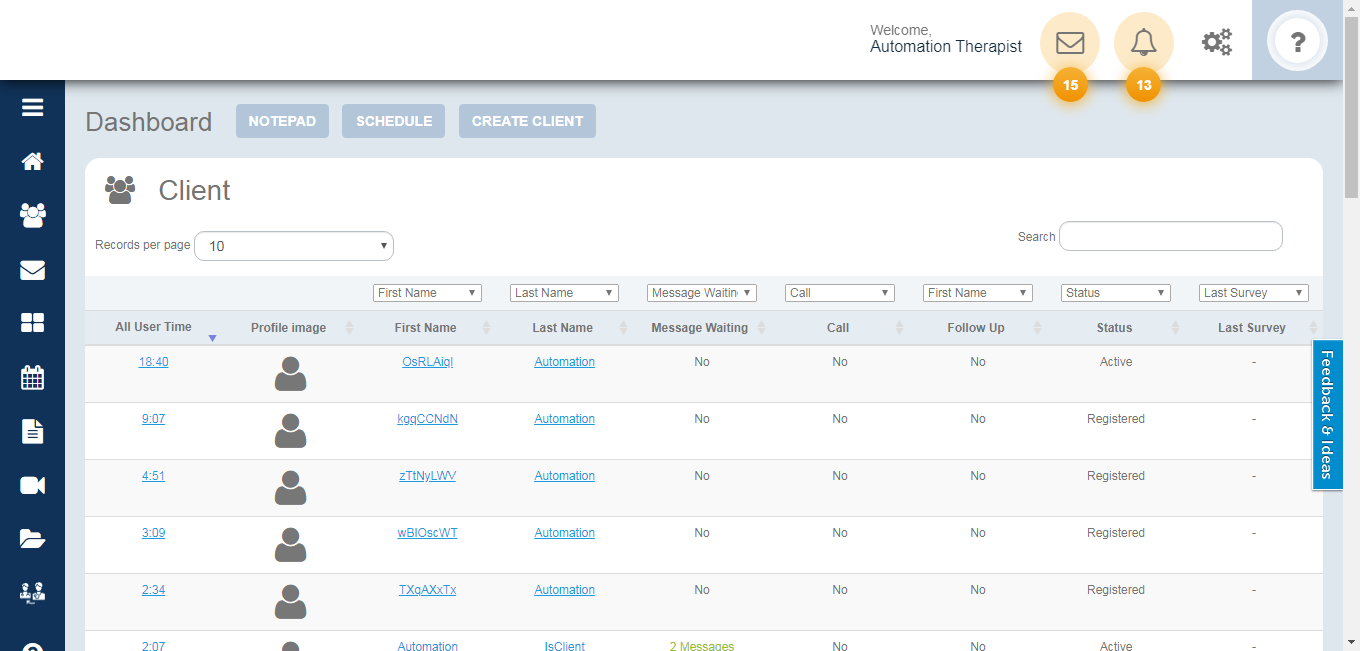 Welcome,
Automation Therapist
?
15
13
Dashboard
NOTEPAD
SCHEDULE
CREATE CLIENT
Client
Records per page
10
Search
First Name
Last Name
Message Waitin
Call
First Name
Status
Last Survey
All User Time
Profile image
First Name
Last Name
Message Waiting
Call
Follow Up
Status
Last Survey
18:40 OsRLAiql Automation No No No Active -
9:07 kgqCCNdN Automation No No No Registered -
4:51 zTtNyLWV Automation No No No Registered -
3:09 wBIOscWT Automation No No No Registered -
2:34 TXqAXxTx Automation No No No Registered -
2:07 Automation IsClient 2 Messages No No Active -
Feedback & Ideas